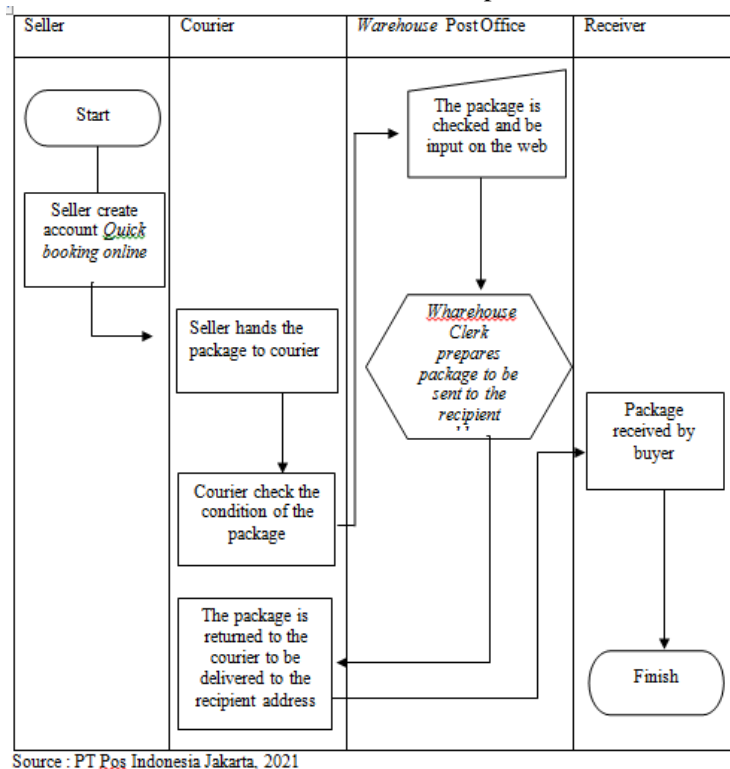 Seller
Courier
Warehouse Post Office
Receiver
Start
Seller create
account Quick
booking online
Seller hands the
package to courier
Courier check the
condition of the
package
The package is
returned to the
courier to be
delivered to the
recipient address
The package is
checked and be
input on the web
Wharehouse
Clerk
prepares
package to be
sent to the
recipient
Package
received by
buyer
Finish
Source : PT Pos Indonesia Jakarta, 2021